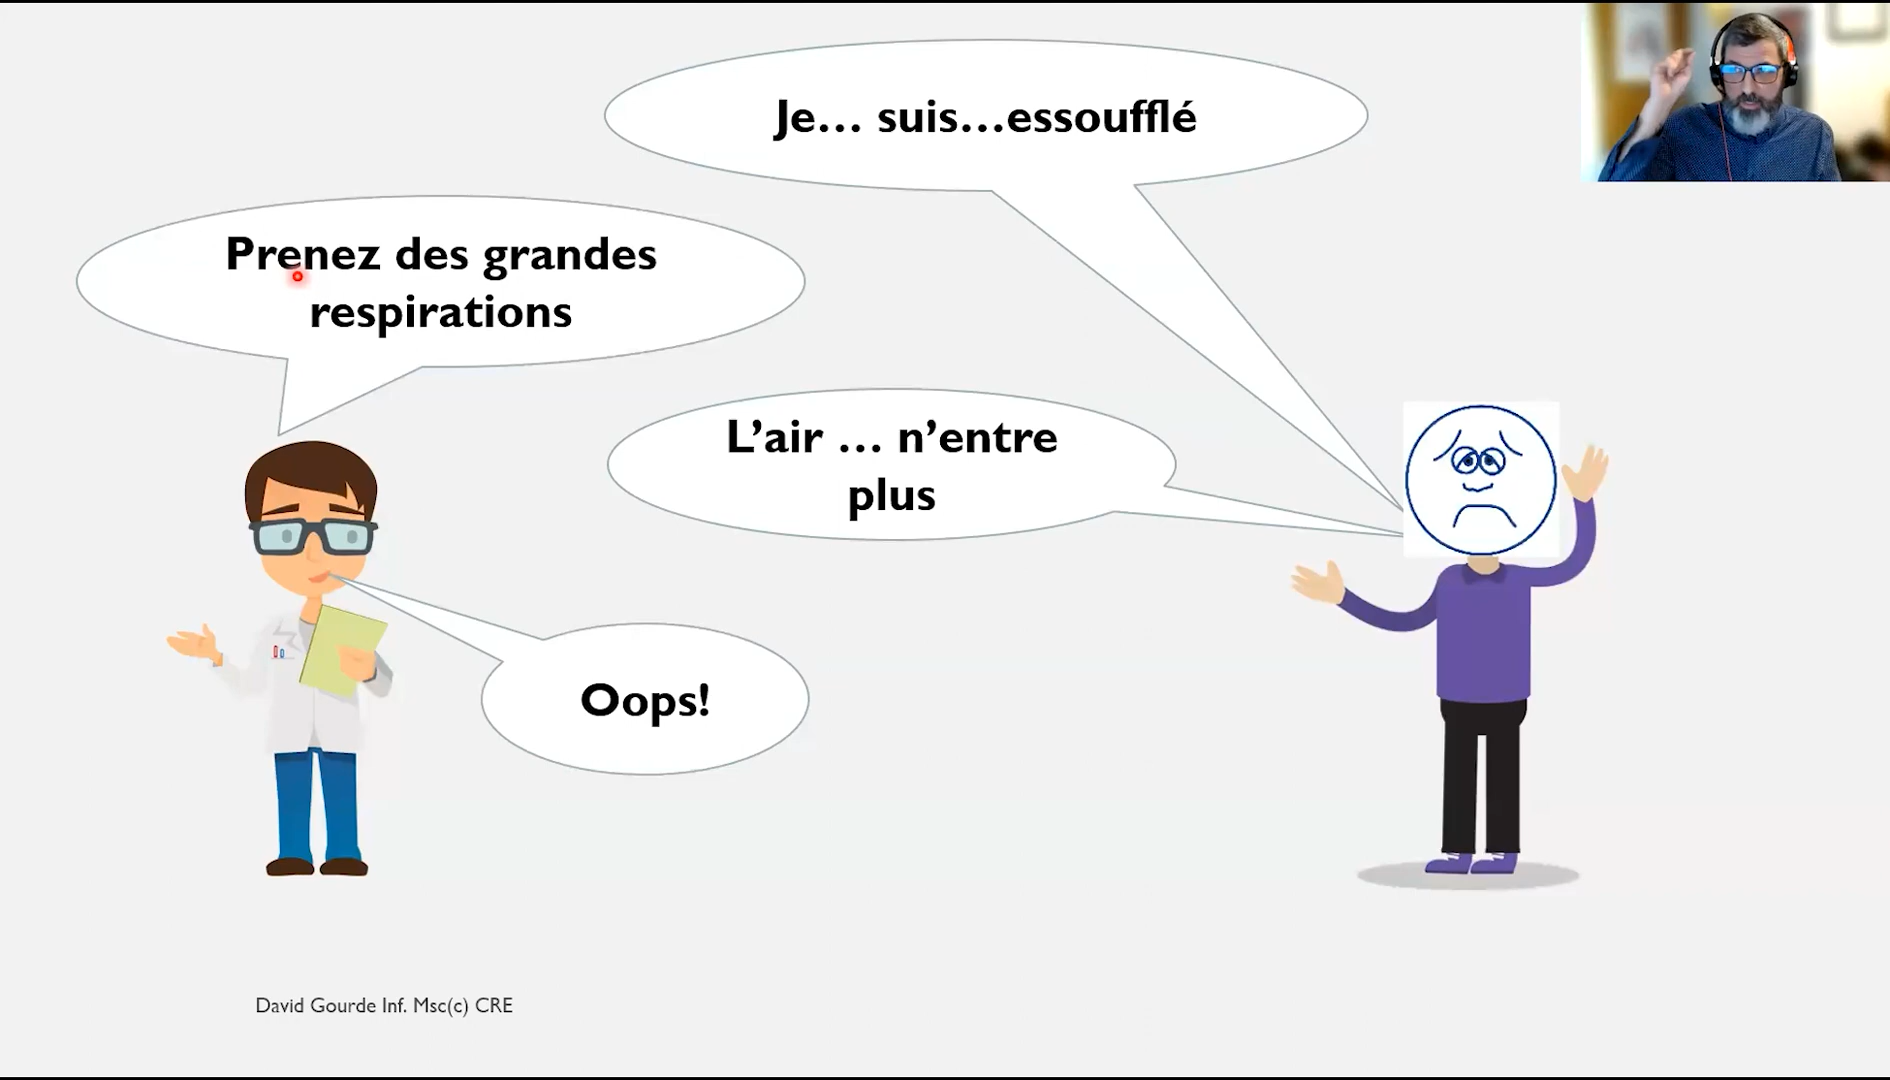 Je… suis…essoufflé
Prenez des grandes
respirations
L’air … n’entre
plus
Oops!
David Gourde Inf. Msc(c) CRE